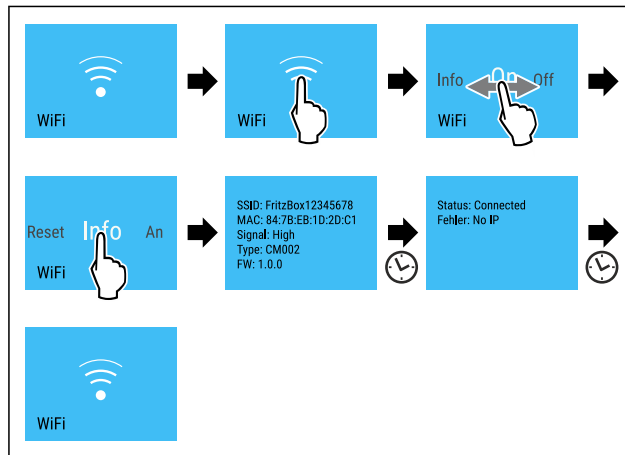 WiFi
WiFi
Info On Off
WiFi
Reset Info An
WiFi
SSID: FritzBox12345678
MAC: 84:7B:EB:1D:2D:C1
Signal: High
Type: CM002
FW: 1.0.0
Status: Connected
Fehler: No IP
WiFi